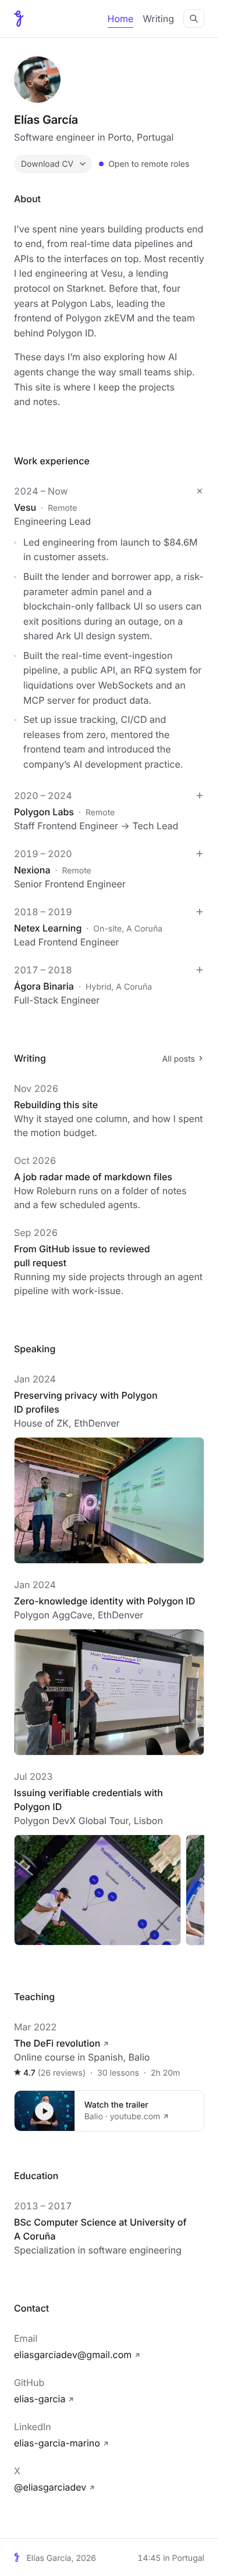 Home Writing
Elías García
Software engineer in Porto, Portugal
Download CV Open to remote roles
About
I've spent nine years building products end
to end, from real-time data pipelines and
APIs to the interfaces on top. Most recently
I led engineering at Vesu, a lending
protocol on Starknet. Before that, four
years at Polygon Labs, leading the
frontend of Polygon zkEVM and the team
behind Polygon ID.
These days I'm also exploring how AI
agents change the way small teams ship.
This site is where I keep the projects
and notes.
Work experience
2024 – Now
Vesu · Remote
Engineering Lead
Led engineering from launch to $84.6M
in customer assets.
Built the lender and borrower app, a risk-
parameter admin panel and a
blockchain-only fallback UI so users can
exit positions during an outage, on a
shared Ark UI design system.
Built the real-time event-ingestion
pipeline, a public API, an RFQ system for
liquidations over WebSockets and an
MCP server for product data.
Set up issue tracking, CI/CD and
releases from zero, mentored the
frontend team and introduced the
company's AI development practice.
2020 – 2024
Polygon Labs · Remote
Staff Frontend Engineer → Tech Lead
2019 – 2020
Nexiona · Remote
Senior Frontend Engineer
2018 – 2019
Netex Learning · On-site, A Coruña
Lead Frontend Engineer
2017 – 2018
Ágora Binaria · Hybrid, A Coruña
Full-Stack Engineer
Writing All posts
Nov 2026
Rebuilding this site
Why it stayed one column, and how I spent
the motion budget.
Oct 2026
A job radar made of markdown files
How Roleburn runs on a folder of notes
and a few scheduled agents.
Sep 2026
From GitHub issue to reviewed
pull request
Running my side projects through an agent
pipeline with work-issue.
Speaking
Jan 2024
Preserving privacy with Polygon
ID profiles
House of ZK, EthDenver
Jan 2024
Zero-knowledge identity with Polygon ID
Polygon AggCave, EthDenver
Main features of Polygon ID
Jul 2023
Issuing verifiable credentials with
Polygon ID
Polygon DevX Global Tour, Lisbon
Traditional identity systems
Teaching
Mar 2022
The DeFi revolution ↗
Online course in Spanish, Balio
★ 4.7 (26 reviews) · 30 lessons · 2h 20m
Watch the trailer
Balio · youtube.com ↗
Education
2013 – 2017
BSc Computer Science at University of
A Coruña
Specialization in software engineering
Contact
Email
eliasgarciadev@gmail.com ↗
GitHub
elias-garcia ↗
LinkedIn
elias-garcia-marino ↗
X
@eliasgarciadev ↗
Elías García, 2026 14:45 in Portugal